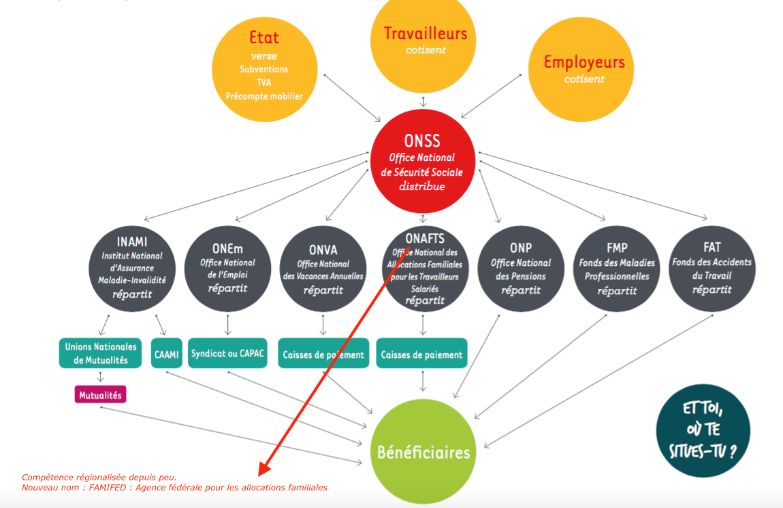 Etat
verse
Subventions
TVA
Précompte mobilier
Travailleurs
cotisent
Employeurs
cotisent
ONSS
Office National
de Sécurité Sociale
distribue
INAMI
Institut National
d'Assurance
Maladie-Invalidité
répartit
ONEm
Office National
de l'Emploi
répartit
ONVA
Office National
des Vacances Annuelles
répartit
ONAFTS
Office National des
Allocations Familiales
pour les Travailleurs
Salariés
répartit
ONP
Office National
des Pensions
répartit
FMP
Fonds des Maladies
Professionnelles
répartit
FAT
Fonds des Accidents
du Travail
répartit
Unions Nationales
de Mutualités
CAAMI
Syndicat ou CAPAC
Caisses de paiement
Caisses de paiement
Mutualités
Bénéficiaires
ET TOI,
OÙ TE
SITUES-TU ?
Compétence régionalisée depuis peu.
Nouveau nom : FAMIFED : Agence fédérale pour les allocations familiales